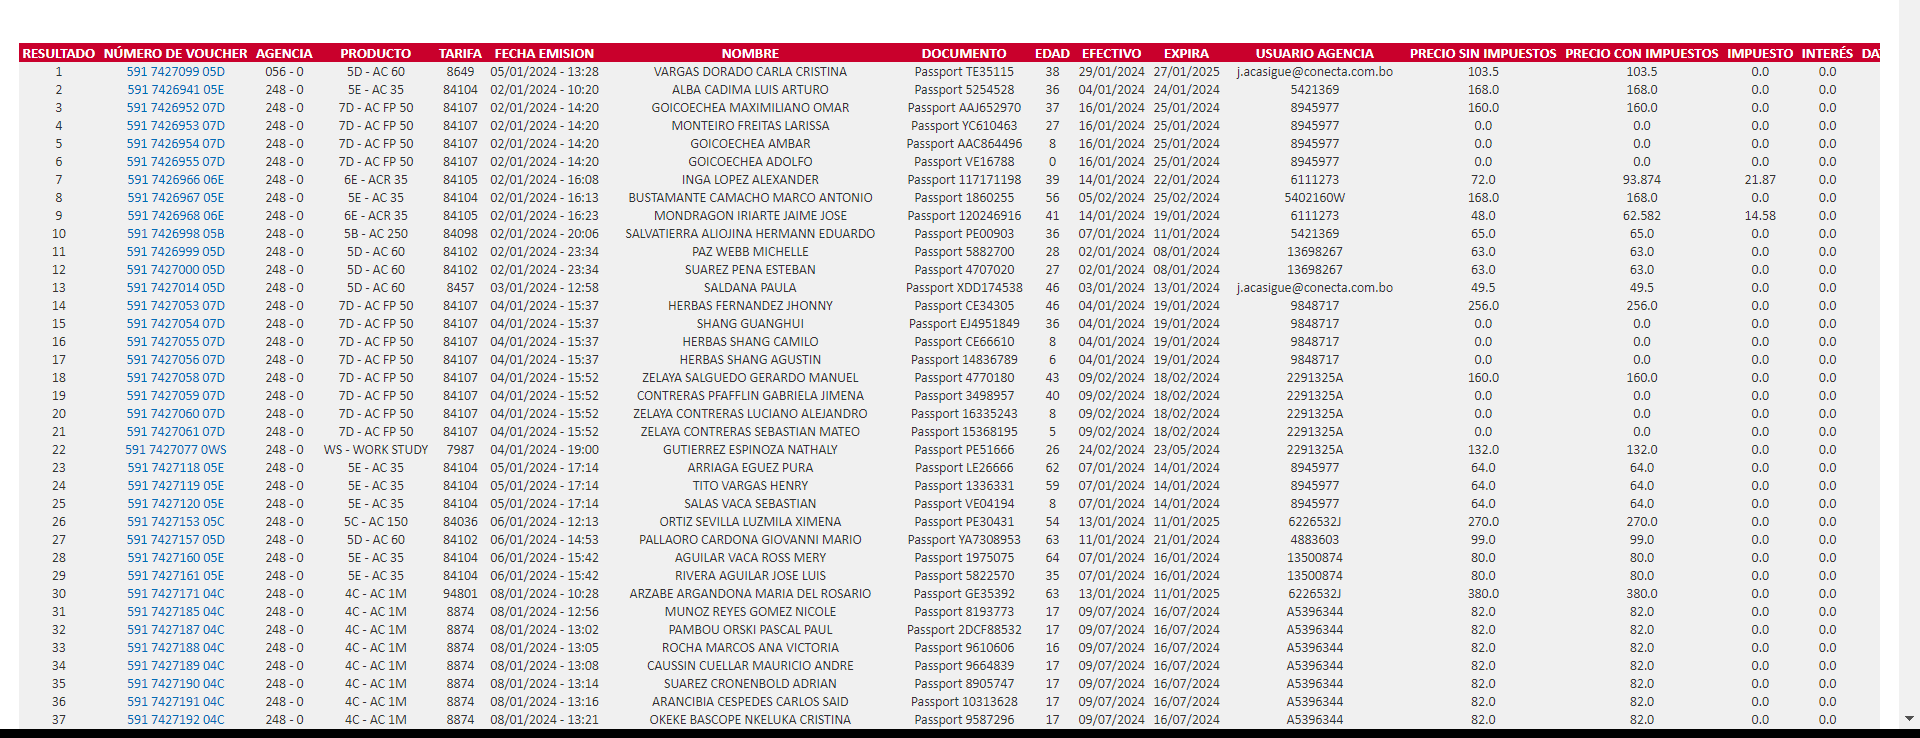 RESULTADO NÚMERO DE VOUCHER AGENCIA PRODUCTO TARIFA FECHA EMISION NOMBRE DOCUMENTO EDAD EFECTIVO EXPIRA USUARIO AGENCIA PRECIO SIN IMPUESTOS PRECIO CON IMPUESTOS IMPUESTO INTERÉS
1 591 7427099 05D 056 - 0 5D - AC 60 8649 05/01/2024 - 13:28 VARGAS DORADO CARLA CRISTINA Passport TE35115 38 29/01/2024 27/01/2025 j.acasigue@conecta.com.bo 103.5 103.5 0.0 0.0
2 591 7426941 05E 248 - 0 5E - AC 35 84104 02/01/2024 - 10:20 ALBA CADIMA LUIS ARTURO Passport 5254528 36 04/01/2024 24/01/2024 5421369 168.0 168.0 0.0 0.0
3 591 7426952 07D 248 - 0 7D - AC FP 50 84107 02/01/2024 - 14:20 GOICOECHEA MAXIMILIANO OMAR Passport AAJ652970 37 16/01/2024 25/01/2024 8945977 160.0 160.0 0.0 0.0
4 591 7426953 07D 248 - 0 7D - AC FP 50 84107 02/01/2024 - 14:20 MONTEIRO FREITAS LARISSA Passport YC610463 27 16/01/2024 25/01/2024 8945977 0.0 0.0 0.0 0.0
5 591 7426954 07D 248 - 0 7D - AC FP 50 84107 02/01/2024 - 14:20 GOICOECHEA AMBAR Passport AAC864496 8 16/01/2024 25/01/2024 8945977 0.0 0.0 0.0 0.0
6 591 7426955 07D 248 - 0 7D - AC FP 50 84107 02/01/2024 - 14:20 GOICOECHEA ADOLFO Passport VE16788 0 16/01/2024 25/01/2024 8945977 0.0 0.0 0.0 0.0
7 591 7426966 06E 248 - 0 6E - ACR 35 84105 02/01/2024 - 16:08 INGA LOPEZ ALEXANDER Passport 117171198 39 14/01/2024 22/01/2024 6111273 72.0 93.874 21.87 0.0
8 591 7426967 05E 248 - 0 5E - AC 35 84104 02/01/2024 - 16:13 BUSTAMANTE CAMACHO MARCO ANTONIO Passport 1860255 56 05/02/2024 25/02/2024 5402160W 168.0 168.0 0.0 0.0
9 591 7426968 06E 248 - 0 6E - ACR 35 84105 02/01/2024 - 16:23 MONDRAGON IRIARTE JAIME JOSE Passport 120246916 41 14/01/2024 19/01/2024 6111273 48.0 62.582 14.58 0.0
10 591 7426998 05B 248 - 0 5B - AC 250 84098 02/01/2024 - 20:06 SALVATIERRA ALIOJINA HERMANN EDUARDO Passport PE00903 36 07/01/2024 11/01/2024 5421369 65.0 65.0 0.0 0.0
11 591 7426999 05D 248 - 0 5D - AC 60 84102 02/01/2024 - 23:34 PAZ WEBB MICHELLE Passport 5882700 28 02/01/2024 08/01/2024 13698267 63.0 63.0 0.0 0.0
12 591 7427000 05D 248 - 0 5D - AC 60 84102 02/01/2024 - 23:34 SUAREZ PENA ESTEBAN Passport 4707020 27 02/01/2024 08/01/2024 13698267 63.0 63.0 0.0 0.0
13 591 7427014 05D 248 - 0 5D - AC 60 8457 03/01/2024 - 12:58 SALDANA PAULA Passport XDD174538 46 03/01/2024 13/01/2024 j.acasigue@conecta.com.bo 49.5 49.5 0.0 0.0
14 591 7427053 07D 248 - 0 7D - AC FP 50 84107 04/01/2024 - 15:37 HERBAS FERNANDEZ JHONNY Passport CE34305 46 04/01/2024 19/01/2024 9848717 256.0 256.0 0.0 0.0
15 591 7427054 07D 248 - 0 7D - AC FP 50 84107 04/01/2024 - 15:37 SHANG GUANGHUI Passport EJ4951849 36 04/01/2024 19/01/2024 9848717 0.0 0.0 0.0 0.0
16 591 7427055 07D 248 - 0 7D - AC FP 50 84107 04/01/2024 - 15:37 HERBAS SHANG CAMILO Passport CE66610 8 04/01/2024 19/01/2024 9848717 0.0 0.0 0.0 0.0
17 591 7427056 07D 248 - 0 7D - AC FP 50 84107 04/01/2024 - 15:37 HERBAS SHANG AGUSTIN Passport 14836789 6 04/01/2024 19/01/2024 9848717 0.0 0.0 0.0 0.0
18 591 7427058 07D 248 - 0 7D - AC FP 50 84107 04/01/2024 - 15:52 ZELAYA SALGUEDO GERARDO MANUEL Passport 4770180 43 09/02/2024 18/02/2024 2291325A 160.0 160.0 0.0 0.0
19 591 7427059 07D 248 - 0 7D - AC FP 50 84107 04/01/2024 - 15:52 CONTRERAS PFAFFLIN GABRIELA JIMENA Passport 3498957 40 09/02/2024 18/02/2024 2291325A 0.0 0.0 0.0 0.0
20 591 7427060 07D 248 - 0 7D - AC FP 50 84107 04/01/2024 - 15:52 ZELAYA CONTRERAS LUCIANO ALEJANDRO Passport 16335243 8 09/02/2024 18/02/2024 2291325A 0.0 0.0 0.0 0.0
21 591 7427061 07D 248 - 0 7D - AC FP 50 84107 04/01/2024 - 15:52 ZELAYA CONTRERAS SEBASTIAN MATEO Passport 15368195 5 09/02/2024 18/02/2024 2291325A 0.0 0.0 0.0 0.0
22 591 7427077 0WS 248 - 0 WS - WORK STUDY 7987 04/01/2024 - 19:00 GUTIERREZ ESPINOZA NATHALY Passport PE51666 26 24/02/2024 23/05/2024 2291325A 132.0 132.0 0.0 0.0
23 591 7427118 05E 248 - 0 5E - AC 35 84104 05/01/2024 - 17:14 ARRIAGA EGUEZ PURA Passport LE26666 62 07/01/2024 14/01/2024 8945977 64.0 64.0 0.0 0.0
24 591 7427119 05E 248 - 0 5E - AC 35 84104 05/01/2024 - 17:14 TITO VARGAS HENRY Passport 1336331 59 07/01/2024 14/01/2024 8945977 64.0 64.0 0.0 0.0
25 591 7427120 05E 248 - 0 5E - AC 35 84104 05/01/2024 - 17:14 SALAS VACA SEBASTIAN Passport VE04194 8 07/01/2024 14/01/2024 8945977 64.0 64.0 0.0 0.0
26 591 7427153 05C 248 - 0 5C - AC 150 84036 06/01/2024 - 12:13 ORTIZ SEVILLA LUZMILA XIMENA Passport PE30431 54 13/01/2024 11/01/2025 6226532J 270.0 270.0 0.0 0.0
27 591 7427157 05D 248 - 0 5D - AC 60 84102 06/01/2024 - 14:53 PALLAORO CARDONA GIOVANNI MARIO Passport YA7308953 63 11/01/2024 21/01/2024 4883603 99.0 99.0 0.0 0.0
28 591 7427160 05E 248 - 0 5E - AC 35 84104 06/01/2024 - 15:42 AGUILAR VACA ROSS MERY Passport 1975075 64 07/01/2024 16/01/2024 13500874 80.0 80.0 0.0 0.0
29 591 7427161 05E 248 - 0 5E - AC 35 84104 06/01/2024 - 15:42 RIVERA AGUILAR JOSE LUIS Passport 5822570 35 07/01/2024 16/01/2024 13500874 80.0 80.0 0.0 0.0
30 591 7427171 04C 248 - 0 4C - AC 1M 94801 08/01/2024 - 10:28 ARZABE ARGANDONA MARIA DEL ROSARIO Passport GE35392 63 13/01/2024 11/01/2025 6226532J 380.0 380.0 0.0 0.0
31 591 7427185 04C 248 - 0 4C - AC 1M 8874 08/01/2024 - 12:56 MUNOZ REYES GOMEZ NICOLE Passport 8193773 17 09/07/2024 16/07/2024 A5396344 82.0 82.0 0.0 0.0
32 591 7427187 04C 248 - 0 4C - AC 1M 8874 08/01/2024 - 13:02 PAMBOU ORSKI PASCAL PAUL Passport 2DCF88532 17 09/07/2024 16/07/2024 A5396344 82.0 82.0 0.0 0.0
33 591 7427188 04C 248 - 0 4C - AC 1M 8874 08/01/2024 - 13:05 ROCHA MARCOS ANA VICTORIA Passport 9610606 16 09/07/2024 16/07/2024 A5396344 82.0 82.0 0.0 0.0
34 591 7427189 04C 248 - 0 4C - AC 1M 8874 08/01/2024 - 13:08 CAUSSIN CUELLAR MAURICIO ANDRE Passport 9664839 17 09/07/2024 16/07/2024 A5396344 82.0 82.0 0.0 0.0
35 591 7427190 04C 248 - 0 4C - AC 1M 8874 08/01/2024 - 13:14 SUAREZ CRONENBOLD ADRIAN Passport 8905747 17 09/07/2024 16/07/2024 A5396344 82.0 82.0 0.0 0.0
36 591 7427191 04C 248 - 0 4C - AC 1M 8874 08/01/2024 - 13:16 ARANCIBIA CESPEDES CARLOS SAID Passport 10313628 17 09/07/2024 16/07/2024 A5396344 82.0 82.0 0.0 0.0
37 591 7427192 04C 248 - 0 4C - AC 1M 8874 08/01/2024 - 13:21 OKEKE BASCOPE NKELUKA CRISTINA Passport 9587296 17 09/07/2024 16/07/2024 A5396344 82.0 82.0 0.0 0.0